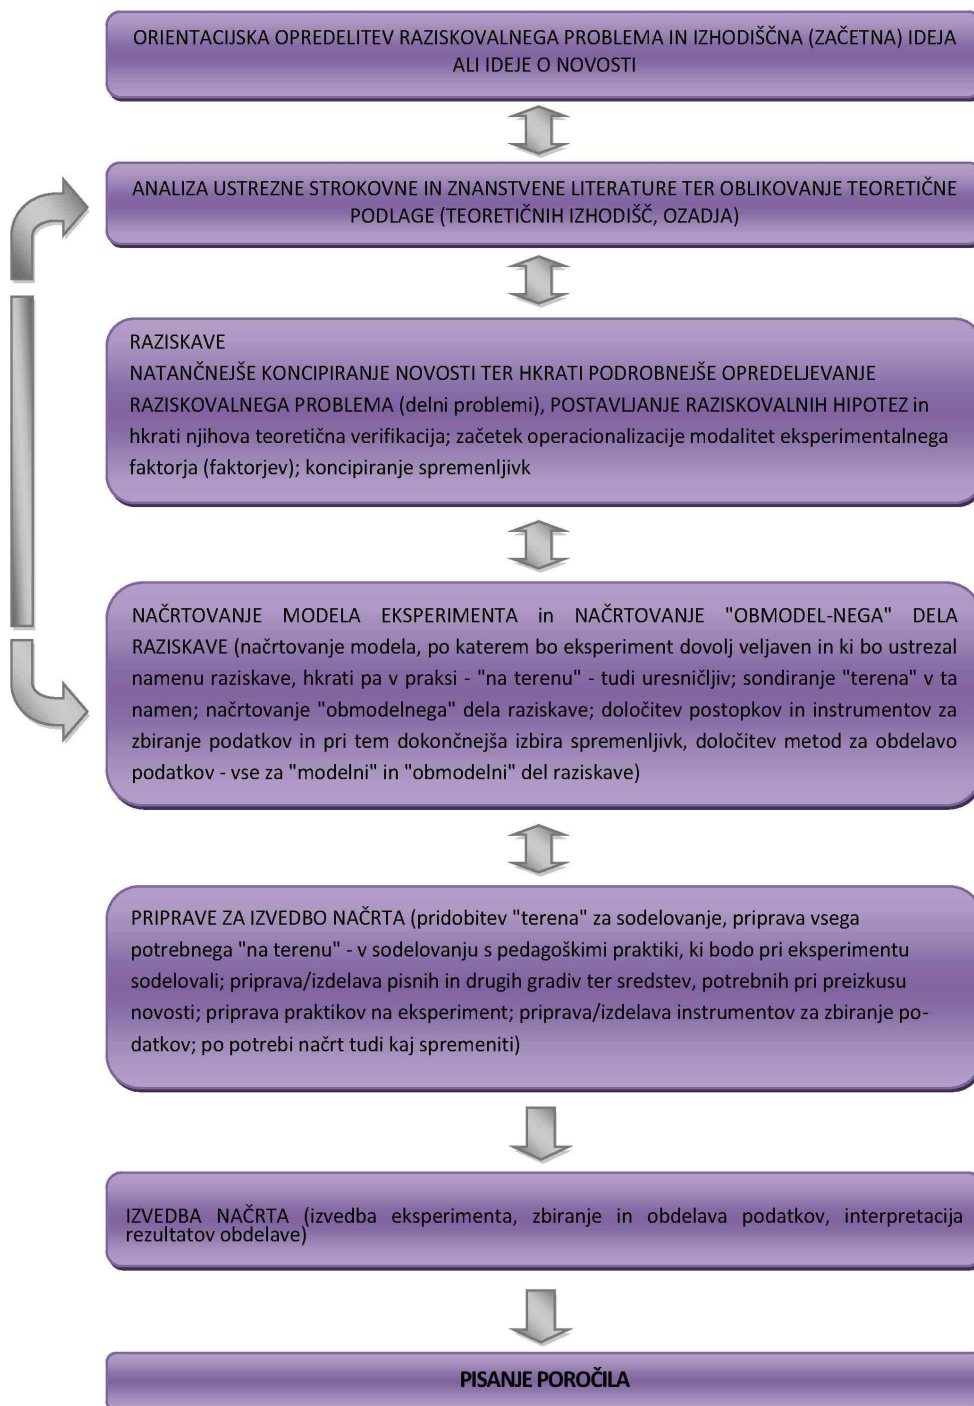 ORIENTACIJSKA OPREDELITEV RAZISKOVALNEGA PROBLEMA IN IZHODIŠČNA (ZAČETNA) IDEJA
ALI IDEJE O NOVOSTI
ANALIZA USTREZNE STROKOVNE IN ZNANSTVENE LITERATURE TER OBLIKOVANJE TEORETIČNE
PODLAGE (TEORETIČNIH IZHODIŠČ, OZADJA)
RAZISKAVE
NATANČNEJŠE KONCIPIRANJE NOVOSTI TER HKRATI PODROBNEJŠE OPREDELJEVANJE
RAZISKOVALNEGA PROBLEMA (delni problemi), POSTAVLJANJE RAZISKOVALNIH HIPOTEZ in
hkrati njihova teoretična verifikacija; začetek operacionalizacije modalitet eksperimentalnega
faktorja (faktorjev); koncipiranje spremenljivk
NAČRTOVANJE MODELA EKSPERIMENTA in NAČRTOVANJE "OBMODEL-NEGA" DELA
RAZISKAVE (načrtovanje modela, po katerem bo eksperiment dovolj veljaven in ki bo ustrezal
namenu raziskave, hkrati pa v praksi - "na terenu" - tudi uresničljiv; sondiranje "terena" v ta
namen; načrtovanje "obmodelnega" dela raziskave; določitev postopkov in instrumentov za
zbiranje podatkov in pri tem dokončnejša izbira spremenljivk, določitev metod za obdelavo
podatkov - vse za "modelni" in "obmodelni" del raziskave)
PRIPRAVE ZA IZVEDBO NAČRTA (pridobitev "terena" za sodelovanje, priprava vsega
potrebnega "na terenu" - v sodelovanju s pedagoškimi praktiki, ki bodo pri eksperimentu
sodelovali; priprava/izdelava pisnih in drugih gradiv ter sredstev, potrebnih pri preizkusu
novosti; priprava praktikov na eksperiment; priprava/izdelava instrumentov za zbiranje po-
datkov; po potrebi načrt tudi kaj spremeniti)
IZVEDBA NAČRTA (izvedba eksperimenta, zbiranje in obdelava podatkov, interpretacija
rezultatov obdelave)
PISANJE POROČILA